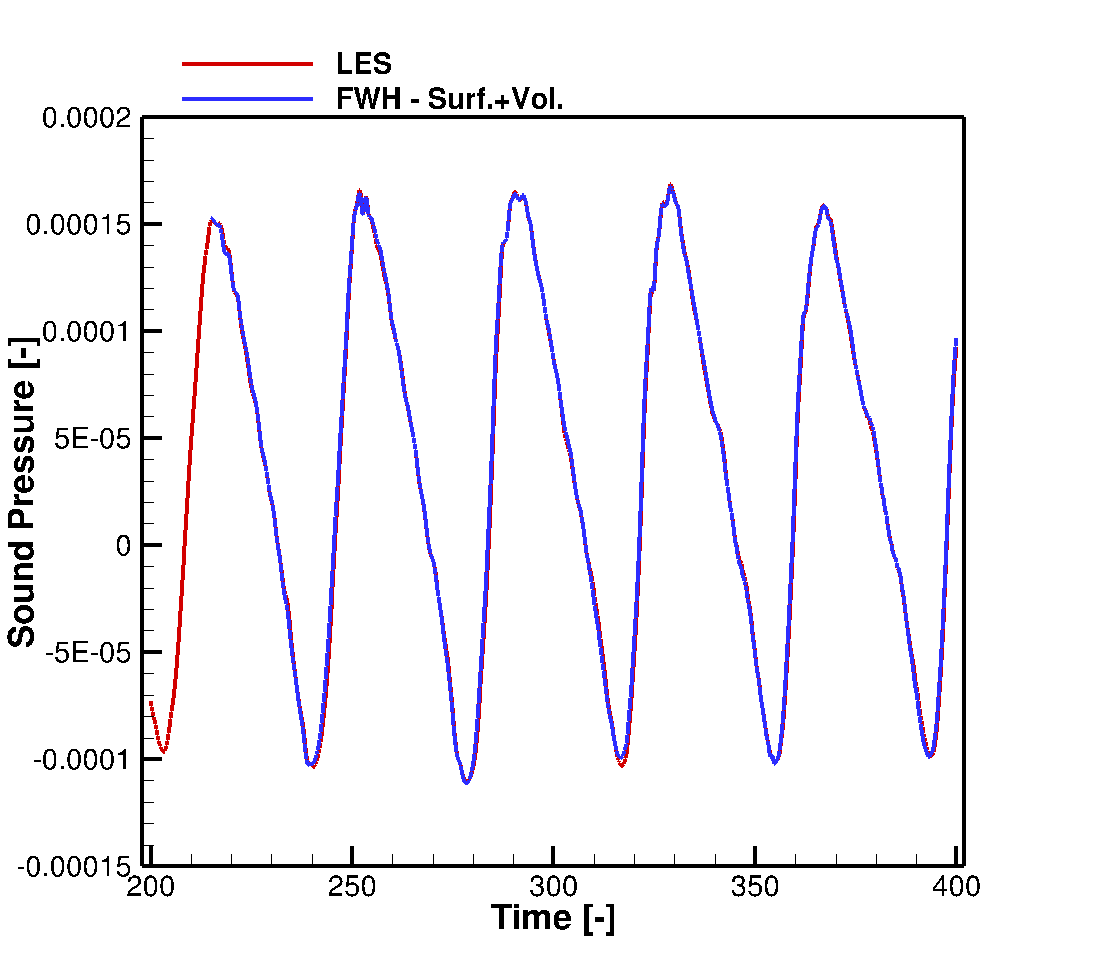 LES
FWH - Surf.+Vol.
0.0002
0.00015
0.0001
5E-05
0
-5E-05
-0.0001
-0.00015
Sound Pressure [-]
200 250 300 350 400
Time [-]